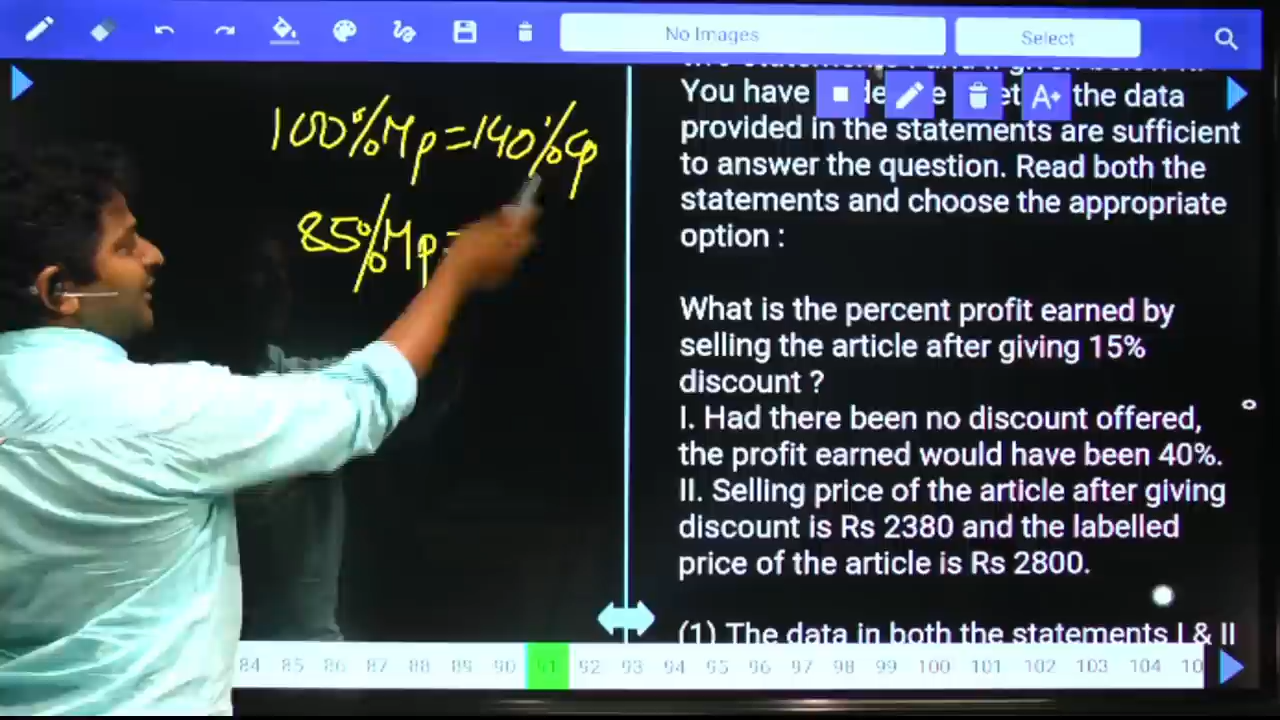 No Images
Select
100%Mp=140%Cp
85%Mp=
You have
the data
provided in the statements are sufficient
to answer the question. Read both the
statements and choose the appropriate
option :
What is the percent profit earned by
selling the article after giving 15%
discount ?
I. Had there been no discount offered,
the profit earned would have been 40%.
II. Selling price of the article after giving
discount is Rs 2380 and the labelled
price of the article is Rs 2800.
(1) The data in both the statements I & II
84 85 86 87 88 89 90 91 92 93 94 95 96 97 98 99 100 101 102 103 104 10